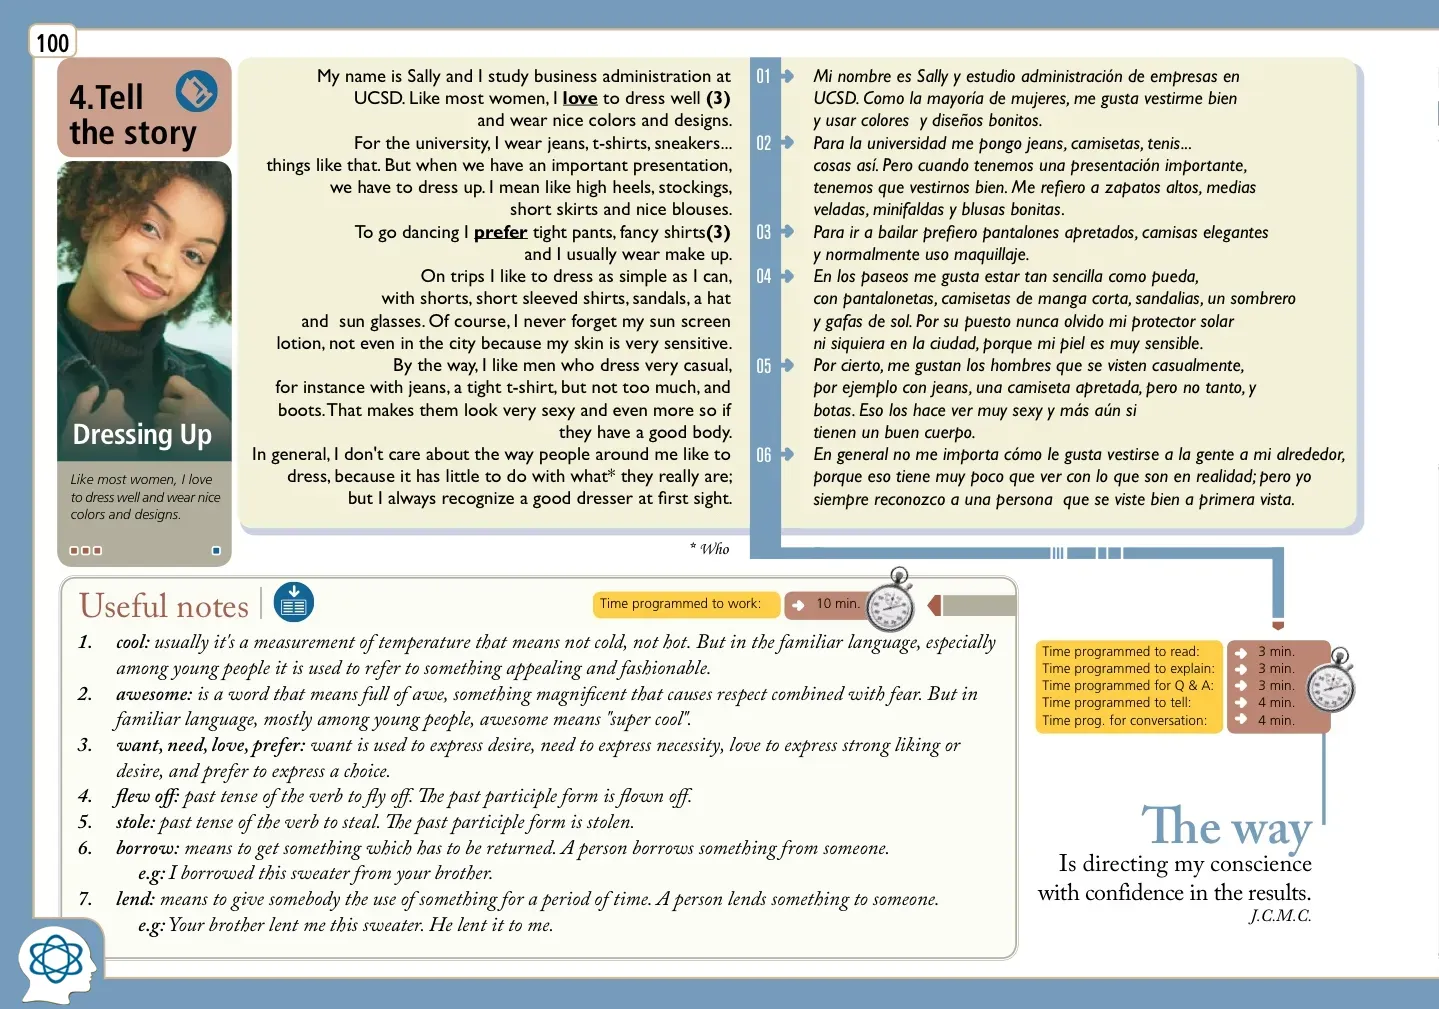 100
4.Tell
the story
Dressing Up
Like most women, I love
to dress well and wear nice
colors and designs.
My name is Sally and I study business administration at
UCSD. Like most women, I love to dress well (3)
and wear nice colors and designs.
For the university, I wear jeans, t-shirts, sneakers...
things like that. But when we have an important presentation,
we have to dress up. I mean like high heels, stockings,
short skirts and nice blouses.
To go dancing I prefer tight pants, fancy shirts(3)
and I usually wear make up.
On trips I like to dress as simple as I can,
with shorts, short sleeved shirts, sandals, a hat
and sun glasses. Of course, I never forget my sun screen
lotion, not even in the city because my skin is very sensitive.
By the way, I like men who dress very casual,
for instance with jeans, a tight t-shirt, but not too much, and
boots. That makes them look very sexy and even more so if
they have a good body.
In general, I don't care about the way people around me like to
dress, because it has little to do with what* they really are;
but I always recognize a good dresser at first sight.
* Who
01
Mi nombre es Sally y estudio administración de empresas en
UCSD. Como la mayoría de mujeres, me gusta vestirme bien
y usar colores y diseños bonitos.
02
Para la universidad me pongo jeans, camisetas, tenis...
cosas así. Pero cuando tenemos una presentación importante,
tenemos que vestirnos bien. Me refiero a zapatos altos, medias
veladas, minifaldas y blusas bonitas.
03
Para ir a bailar prefiero pantalones apretados, camisas elegantes
y normalmente uso maquillaje.
04
En los paseos me gusta estar tan sencilla como pueda,
con pantalonetas, camisetas de manga corta, sandalias, un sombrero
y gafas de sol. Por su puesto nunca olvido mi protector solar
ni siquiera en la ciudad, porque mi piel es muy sensible.
05
Por cierto, me gustan los hombres que se visten casualmente,
por ejemplo con jeans, una camiseta apretada, pero no tanto, y
botas. Eso los hace ver muy sexy y más aún si
tienen un buen cuerpo.
06
En general no me importa cómo le gusta vestirse a la gente a mi alrededor,
porque eso tiene muy poco que ver con lo que son en realidad; pero yo
siempre reconozco a una persona que se viste bien a primera vista.
Useful notes
Time programmed to work: 10 min.
1. cool: usually it's a measurement of temperature that means not cold, not hot. But in the familiar language, especially
among young people it is used to refer to something appealing and fashionable.
2. awesome: is a word that means full of awe, something magnificent that causes respect combined with fear. But in
familiar language, mostly among young people, awesome means "super cool".
3. want, need, love, prefer: want is used to express desire, need to express necessity, love to express strong liking or
desire, and prefer to express a choice.
4. flew off: past tense of the verb to fly off. The past participle form is flown off.
5. stole: past tense of the verb to steal. The past participle form is stolen.
6. borrow: means to get something which has to be returned. A person borrows something from someone.
e.g: I borrowed this sweater from your brother.
7. lend: means to give somebody the use of something for a period of time. A person lends something to someone.
e.g: Your brother lent me this sweater. He lent it to me.
Time programmed to read: 3 min.
Time programmed to explain: 3 min.
Time programmed for Q & A: 3 min.
Time programmed to tell: 4 min.
Time prog. for conversation: 4 min.
The way
Is directing my conscience
with confidence in the results.
J.C.M.C.